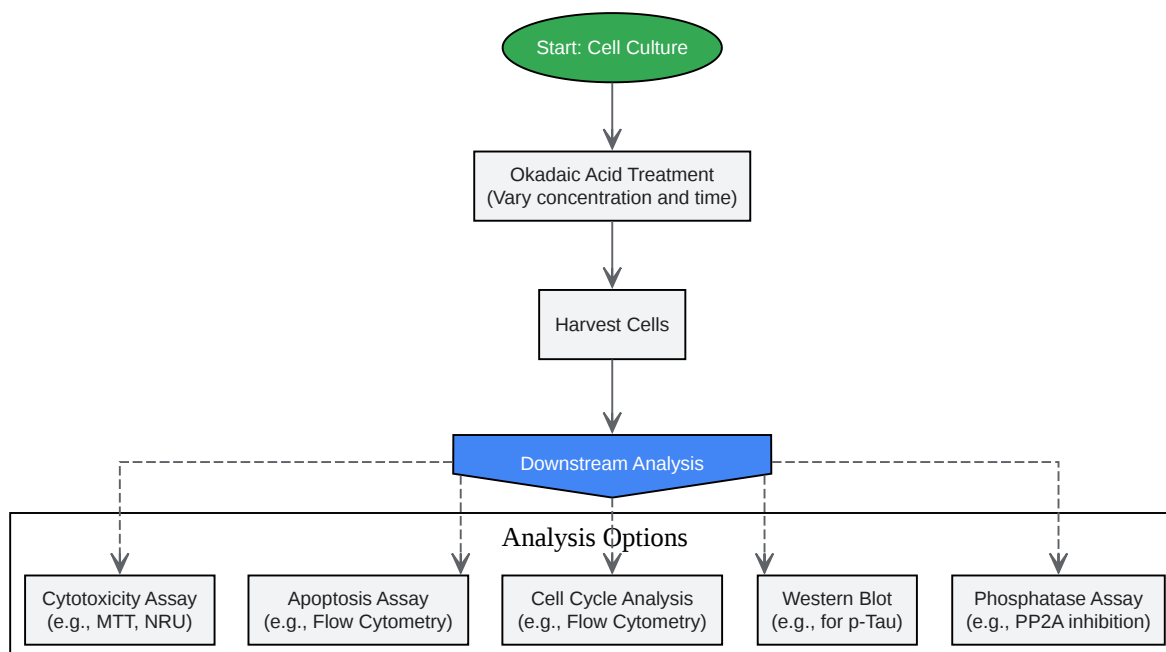 Start: Cell Culture
Okadaic Acid Treatment
(Vary concentration and time)
Harvest Cells
Downstream Analysis
Analysis Options
Cytotoxicity Assay
(e.g., MTT, NRU)
Apoptosis Assay
(e.g., Flow Cytometry)
Cell Cycle Analysis
(e.g., Flow Cytometry)
Western Blot
(e.g., for p-Tau)
Phosphatase Assay
(e.g., PP2A inhibition)